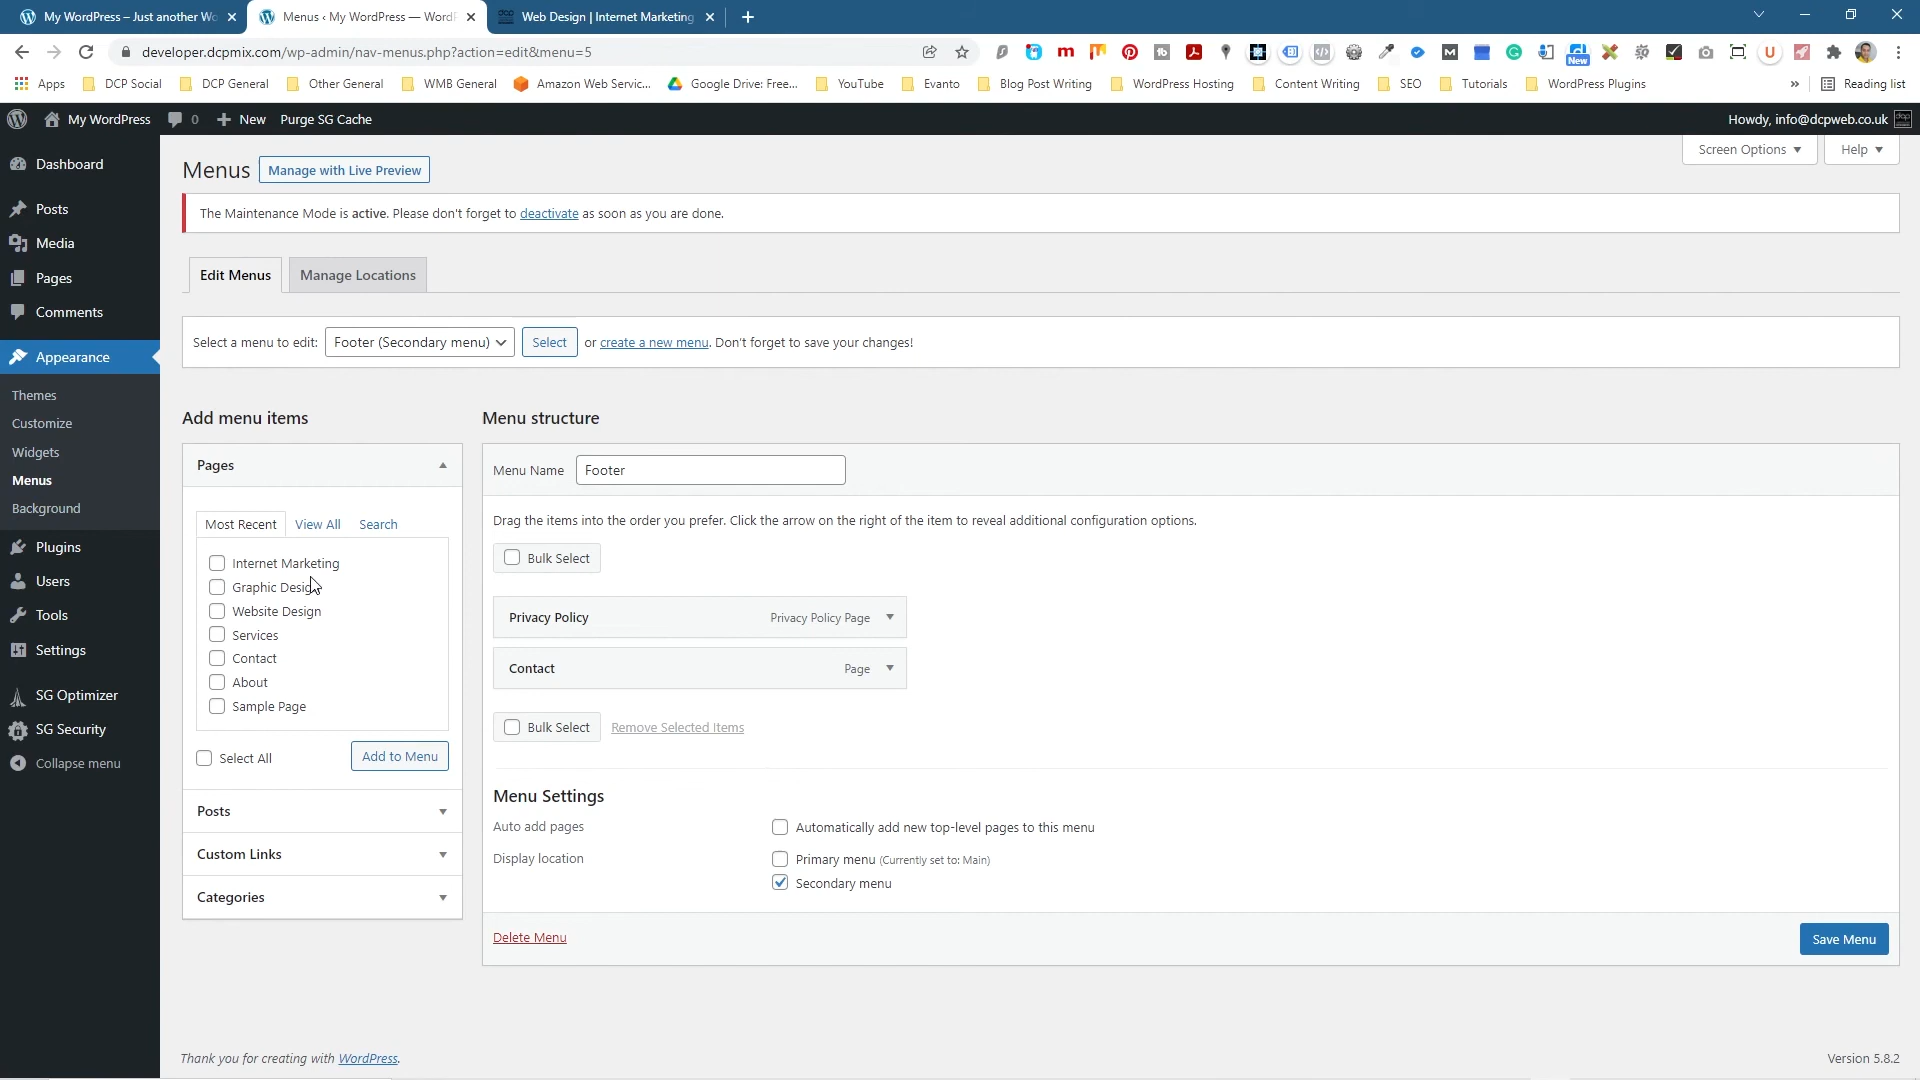 My WordPress – Just another Wo
Menus ‹ My WordPress — WordP
Web Design | Internet Marketing
developer.dcpmix.com/wp-admin/nav-menus.php?action=edit&menu=5
New
Apps
DCP Social
DCP General
Other General
WMB General
Amazon Web Servic...
Google Drive: Free...
YouTube
Evanto
Blog Post Writing
WordPress Hosting
Content Writing
SEO
Tutorials
WordPress Plugins
»
Reading list
My WordPress
0
New
Purge SG Cache
Howdy, info@dcpweb.co.uk
Dashboard
Posts
Media
Pages
Comments
Appearance
Themes
Customize
Widgets
Menus
Background
Plugins
Users
Tools
Settings
SG Optimizer
SG Security
Collapse menu
Screen Options
Help
Menus
Manage with Live Preview
The Maintenance Mode is active. Please don't forget to deactivate as soon as you are done.
Edit Menus
Manage Locations
Select a menu to edit: Footer (Secondary menu) Select or create a new menu. Don't forget to save your changes!
Add menu items
Pages
Most Recent View All Search
Internet Marketing
Graphic Design
Website Design
Services
Contact
About
Sample Page
Select All
Add to Menu
Posts
Custom Links
Categories
Menu structure
Menu Name Footer
Drag the items into the order you prefer. Click the arrow on the right of the item to reveal additional configuration options.
Bulk Select
Privacy Policy Privacy Policy Page
Contact Page
Bulk Select Remove Selected Items
Menu Settings
Auto add pages Automatically add new top-level pages to this menu
Display location Primary menu (Currently set to: Main)
Secondary menu
Delete Menu
Save Menu
Thank you for creating with WordPress.
Version 5.8.2